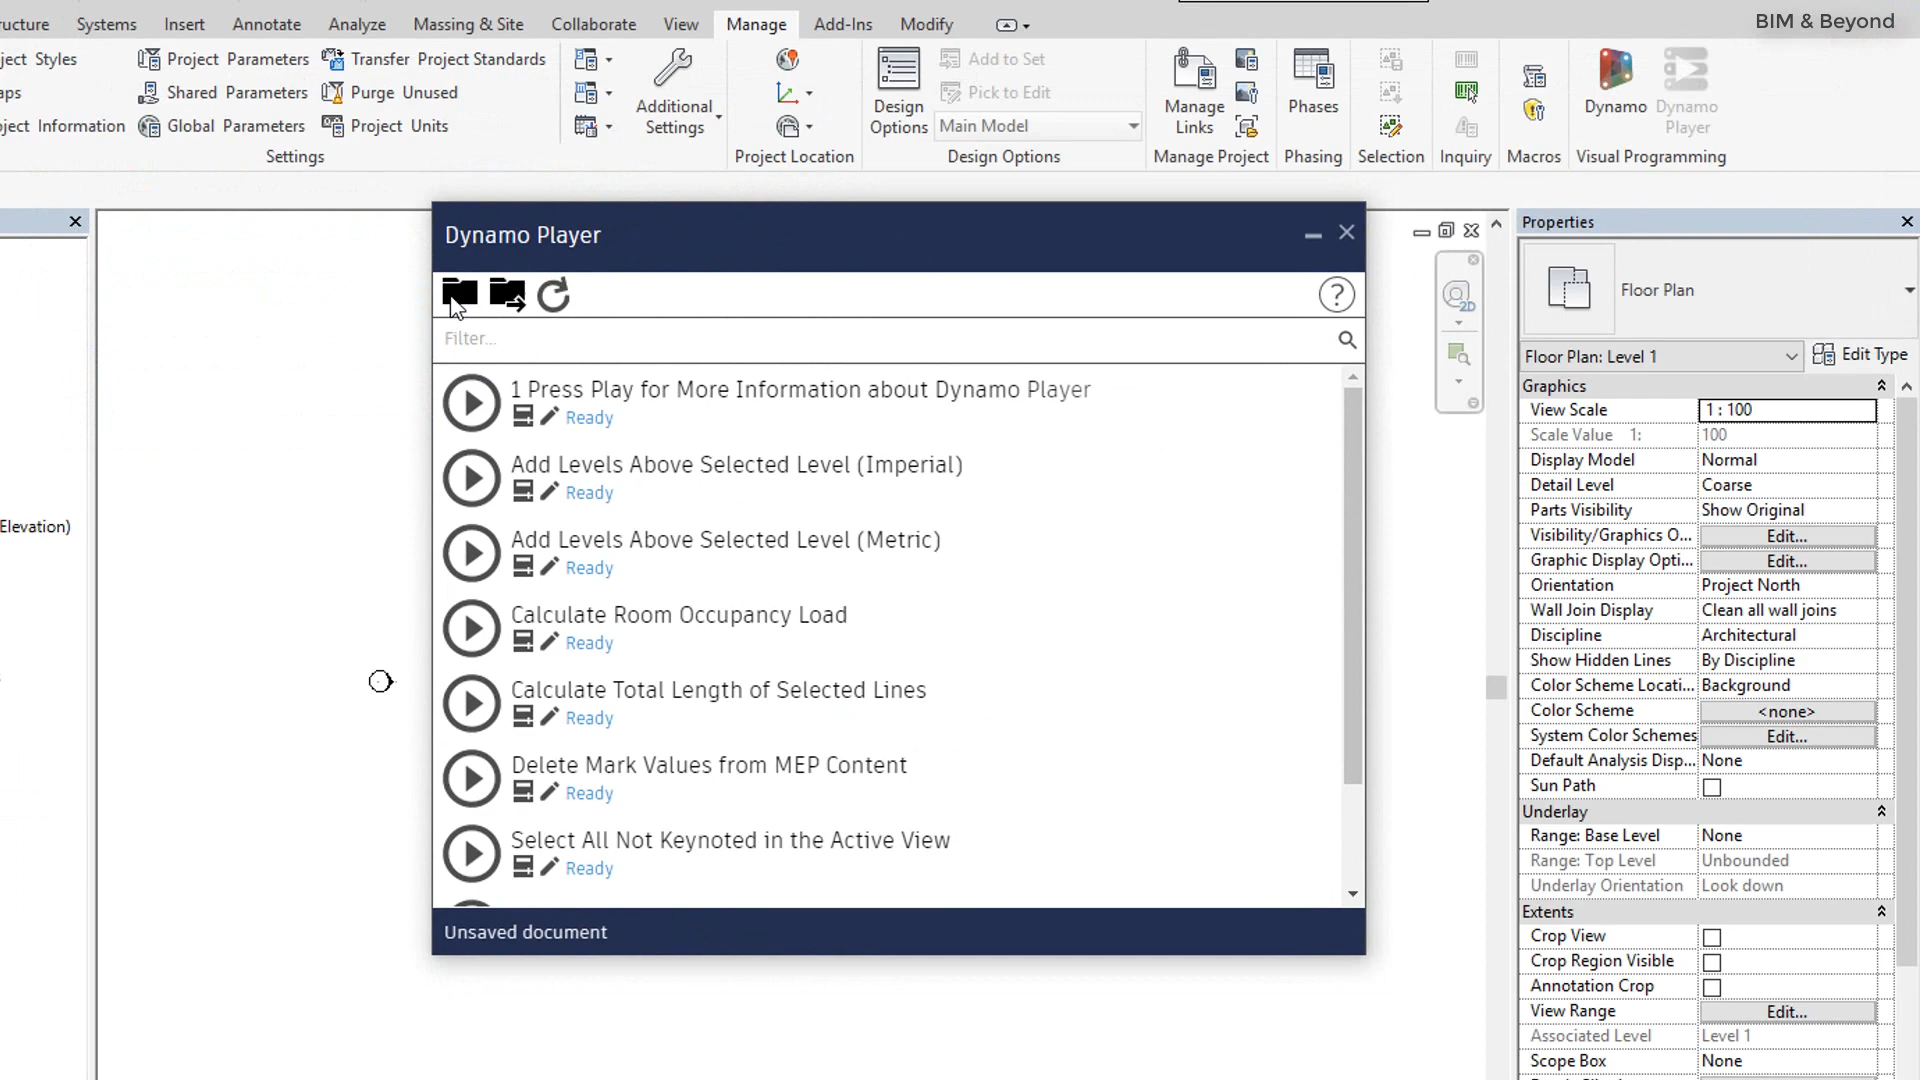 BIM & Beyond
ructure Systems Insert Annotate Analyze Massing & Site Collaborate View Manage Add-Ins Modify
ject Styles Project Parameters Transfer Project Standards Add to Set
aps Shared Parameters Purge Unused Pick to Edit
ject Information Global Parameters Project Units Main Model
Additional Settings
Design Options
Manage Links
Phases
Dynamo
Dynamo Player
Settings Project Location Design Options Manage Project Phasing Selection Inquiry Macros Visual Programming
Elevation)
Dynamo Player
?
Filter...
1 Press Play for More Information about Dynamo Player
Ready
Add Levels Above Selected Level (Imperial)
Ready
Add Levels Above Selected Level (Metric)
Ready
Calculate Room Occupancy Load
Ready
Calculate Total Length of Selected Lines
Ready
Delete Mark Values from MEP Content
Ready
Select All Not Keynoted in the Active View
Ready
Unsaved document
2D
Properties
Floor Plan
Floor Plan: Level 1 Edit Type
Graphics
View Scale 1 : 100
Scale Value 1: 100
Display Model Normal
Detail Level Coarse
Parts Visibility Show Original
Visibility/Graphics O... Edit...
Graphic Display Opti... Edit...
Orientation Project North
Wall Join Display Clean all wall joins
Discipline Architectural
Show Hidden Lines By Discipline
Color Scheme Locati... Background
Color Scheme <none>
System Color Schemes Edit...
Default Analysis Disp... None
Sun Path
Underlay
Range: Base Level None
Range: Top Level Unbounded
Underlay Orientation Look down
Extents
Crop View
Crop Region Visible
Annotation Crop
View Range Edit...
Associated Level Level 1
Scope Box None